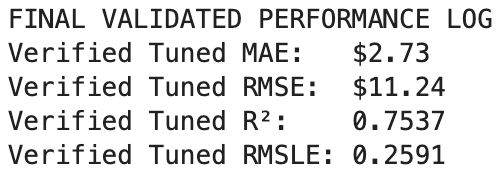 FINAL VALIDATED PERFORMANCE LOG
Verified Tuned MAE:   $2.73
Verified Tuned RMSE:  $11.24
Verified Tuned R²:    0.7537
Verified Tuned RMSLE: 0.2591